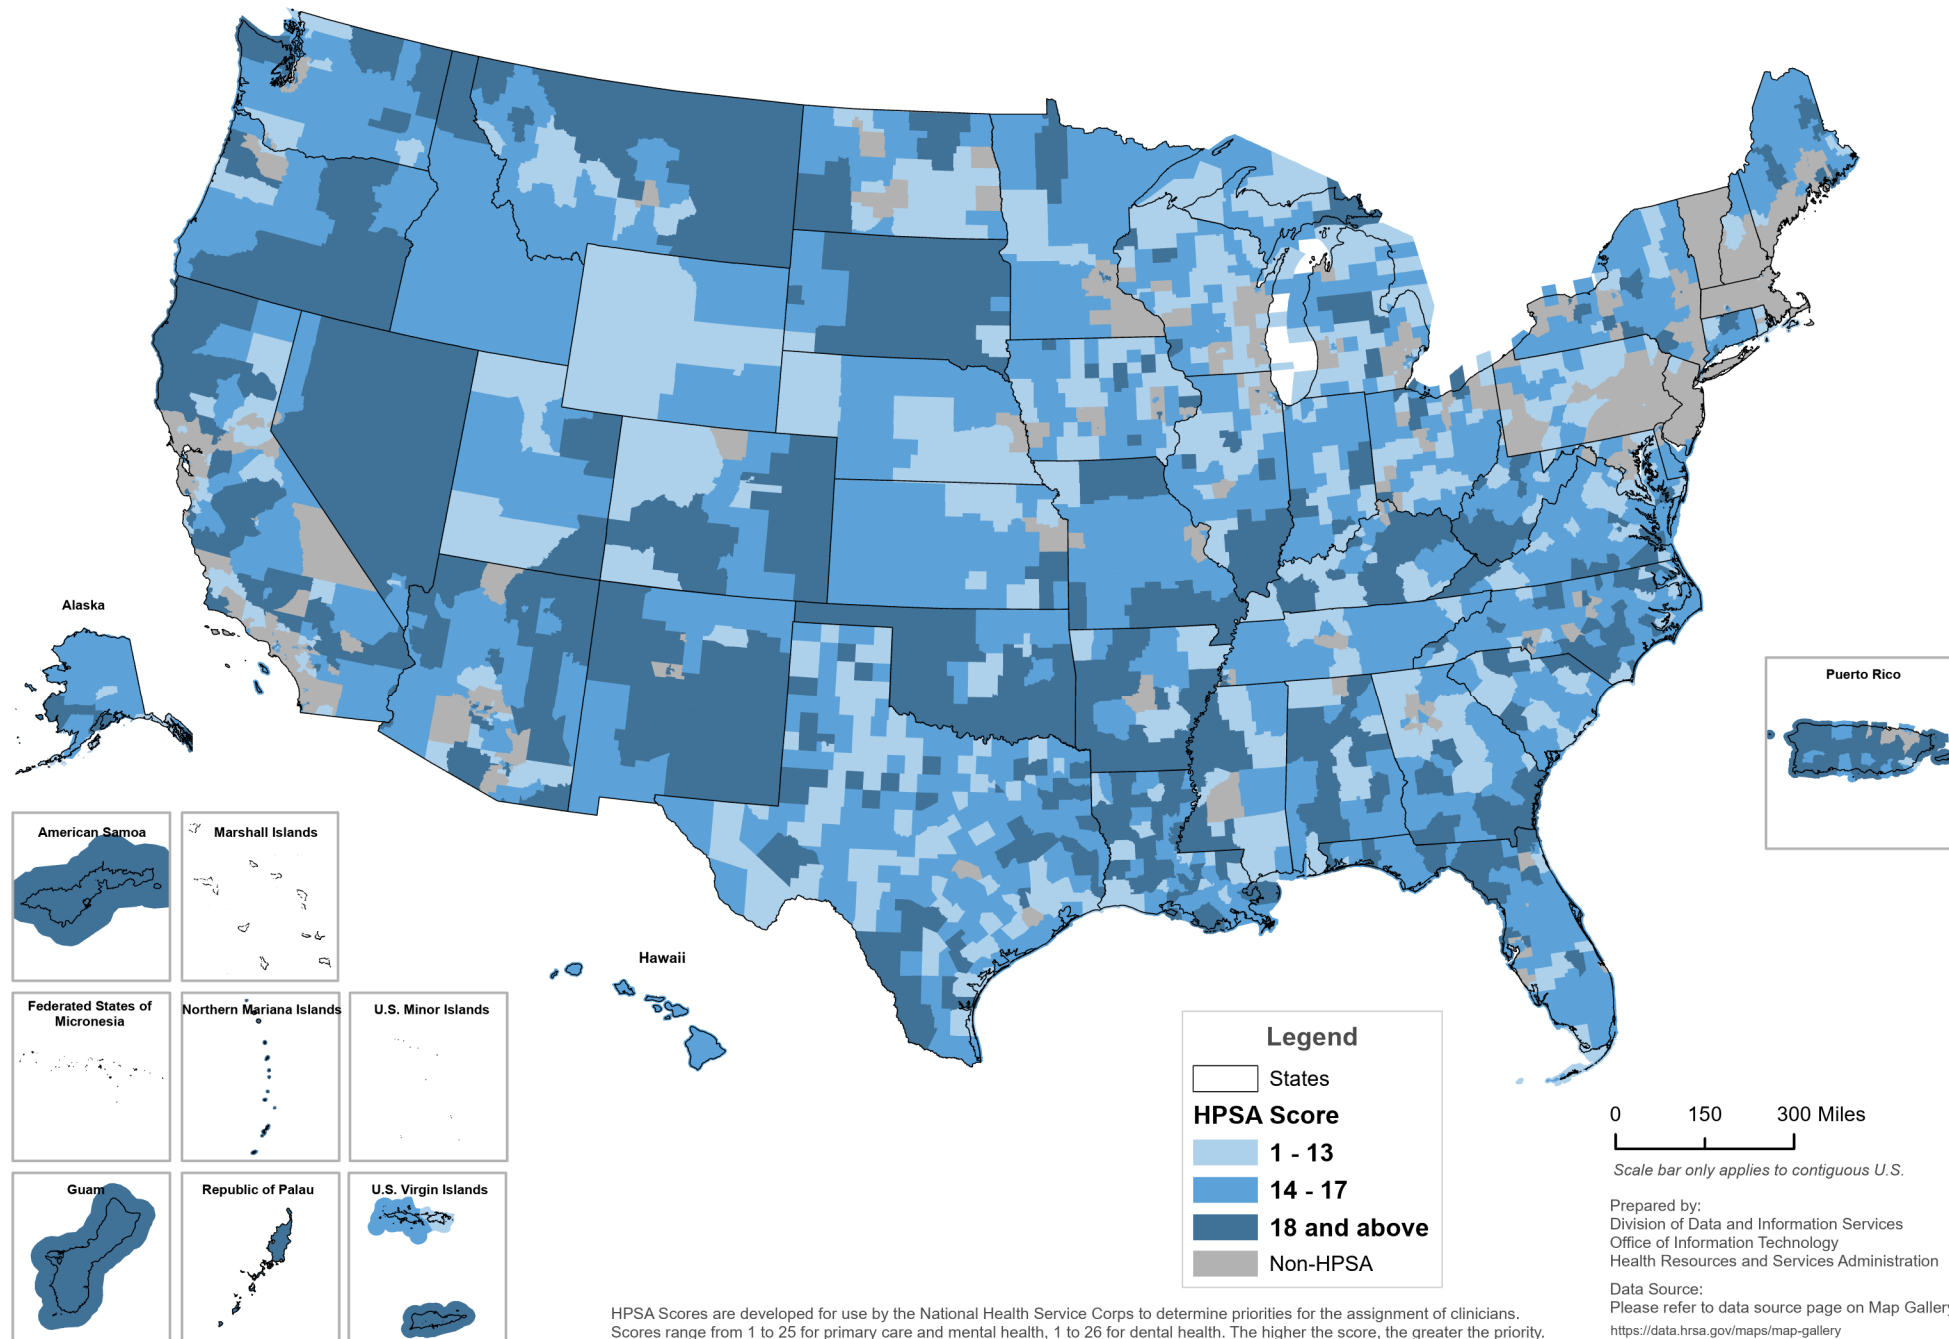 Alaska
Puerto Rico
American Samoa
Marshall Islands
Hawaii
Federated States of
Micronesia
Northern Mariana Islands
U.S. Minor Islands
Guam
Republic of Palau
U.S. Virgin Islands
Legend
States
HPSA Score
1 - 13
14 - 17
18 and above
Non-HPSA
0 150 300 Miles
Scale bar only applies to contiguous U.S.
Prepared by:
Division of Data and Information Services
Office of Information Technology
Health Resources and Services Administration
Data Source:
Please refer to data source page on Map Gallery
https://data.hrsa.gov/maps/map-gallery
HPSA Scores are developed for use by the National Health Service Corps to determine priorities for the assignment of clinicians.
Scores range from 1 to 25 for primary care and mental health, 1 to 26 for dental health. The higher the score, the greater the priority.